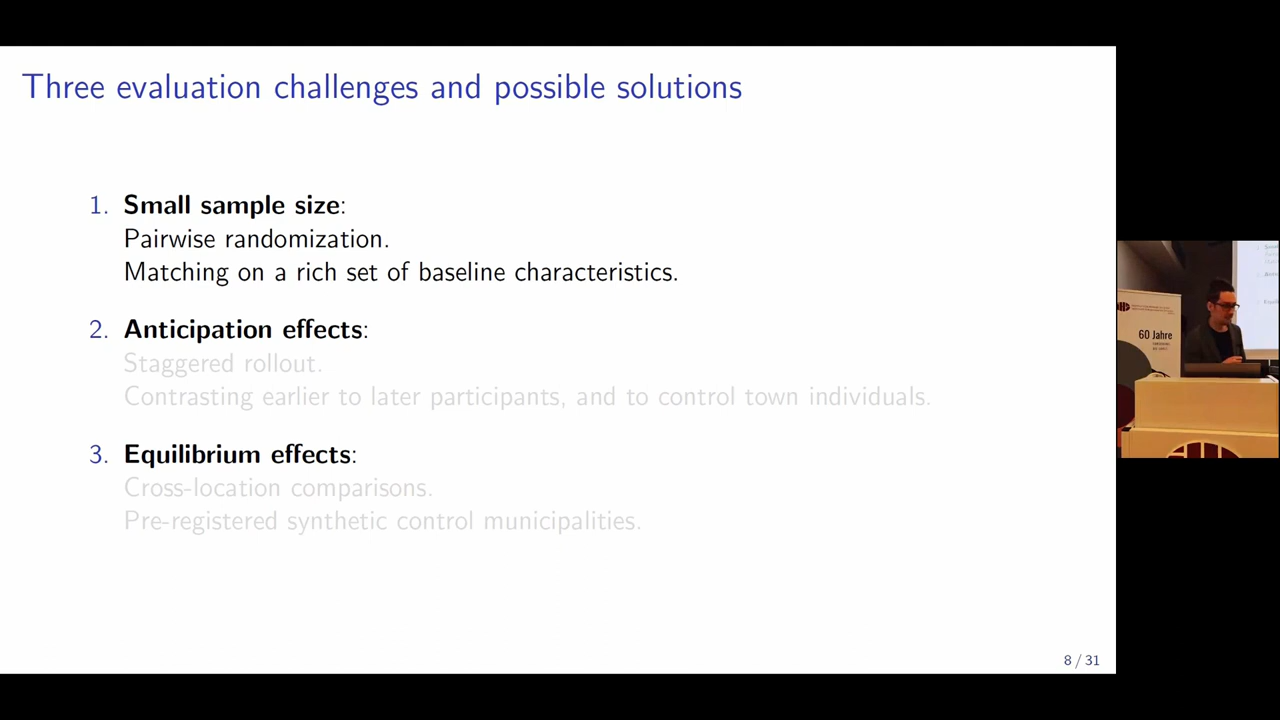 Three evaluation challenges and possible solutions
1. Small sample size:
Pairwise randomization.
Matching on a rich set of baseline characteristics.
2. Anticipation effects:
Staggered rollout.
Contrasting earlier to later participants, and to control town individuals.
3. Equilibrium effects:
Cross-location comparisons.
Pre-registered synthetic control municipalities.
8 / 31
60 Jahre